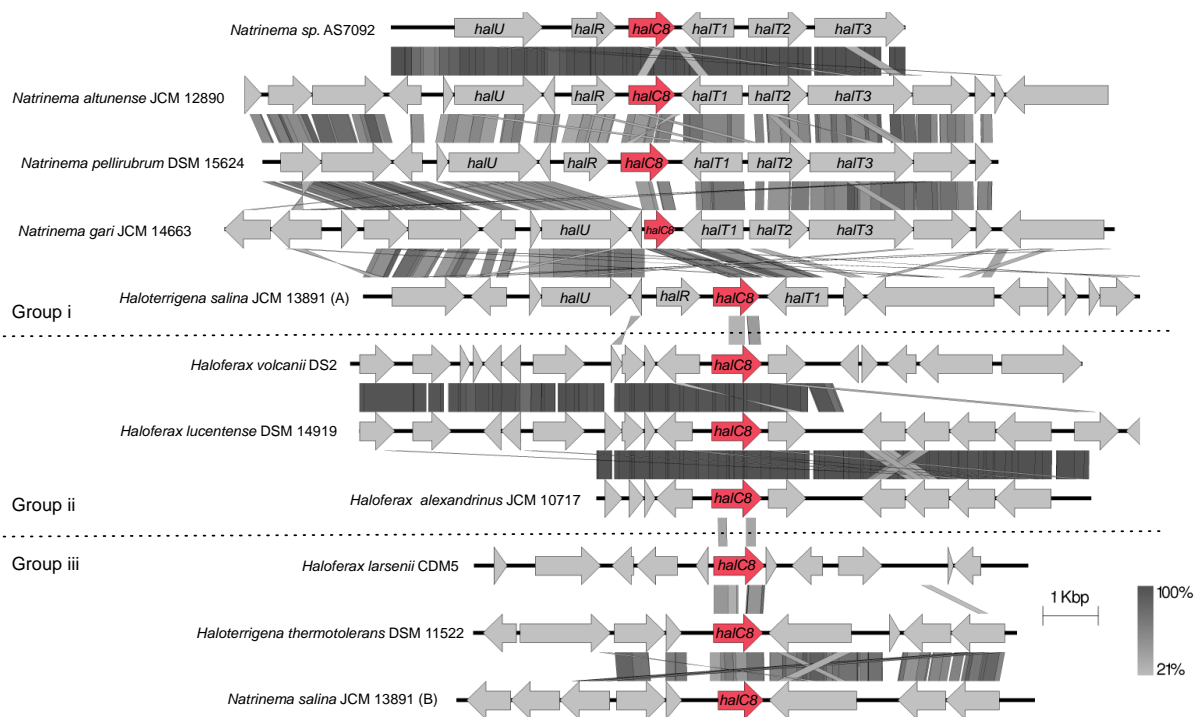 Natrinema sp. AS7092 halU halR halC8 halT1 halT2 halT3
Natrinema altunense JCM 12890 halU halR halC8 halT1 halT2 halT3
Natrinema pellirubrum DSM 15624 halU halR halC8 halT1 halT2 halT3
Natrinema gari JCM 14663 halU halC8 halT1 halT2 halT3
Haloterrigena salina JCM 13891 (A) halU halR halC8 halT1
Group i
Haloferax volcanii DS2 halC8
Haloferax lucentense DSM 14919 halC8
Haloferax alexandrinus JCM 10717 halC8
Group ii
Group iii
Haloferax larsenii CDM5 halC8
1 Kbp
100%
21%
Haloterrigena thermotolerans DSM 11522 halC8
Natrinema salina JCM 13891 (B) halC8